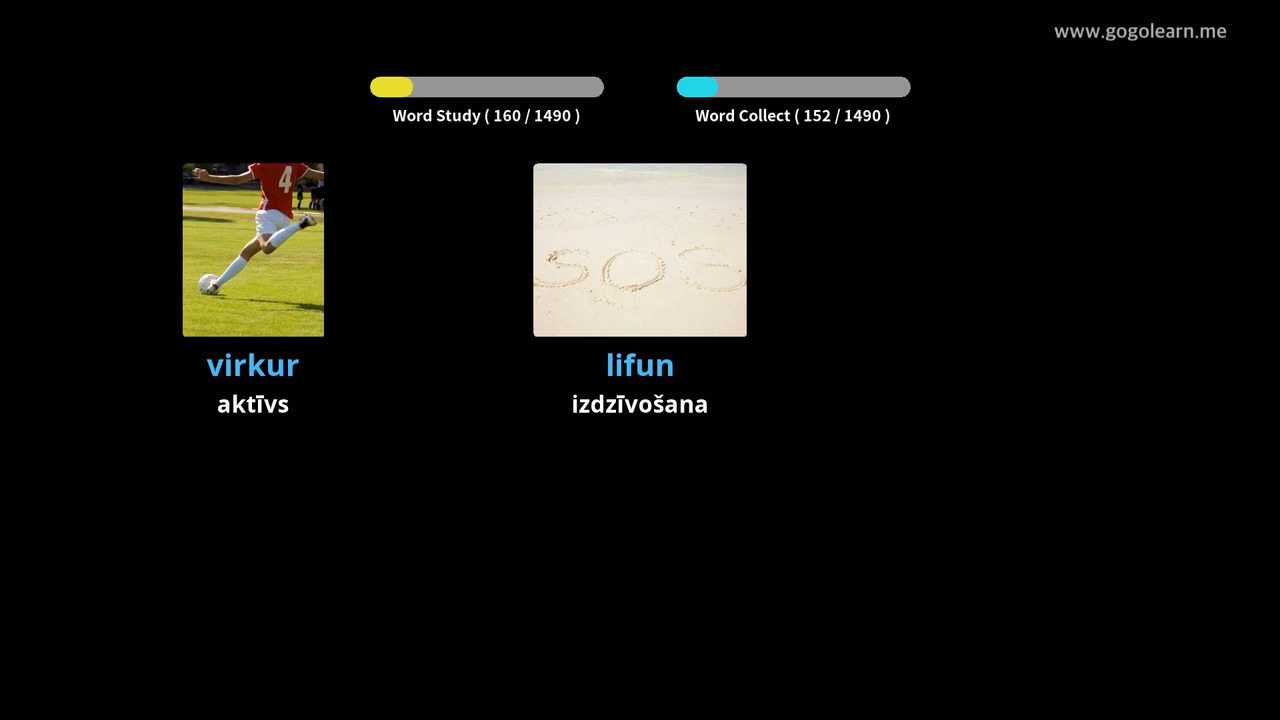 www.gogolearn.me
Word Study ( 160 / 1490 )
Word Collect ( 152 / 1490 )
4
SOS
virkur
lifun
aktīvs
izdzīvošana